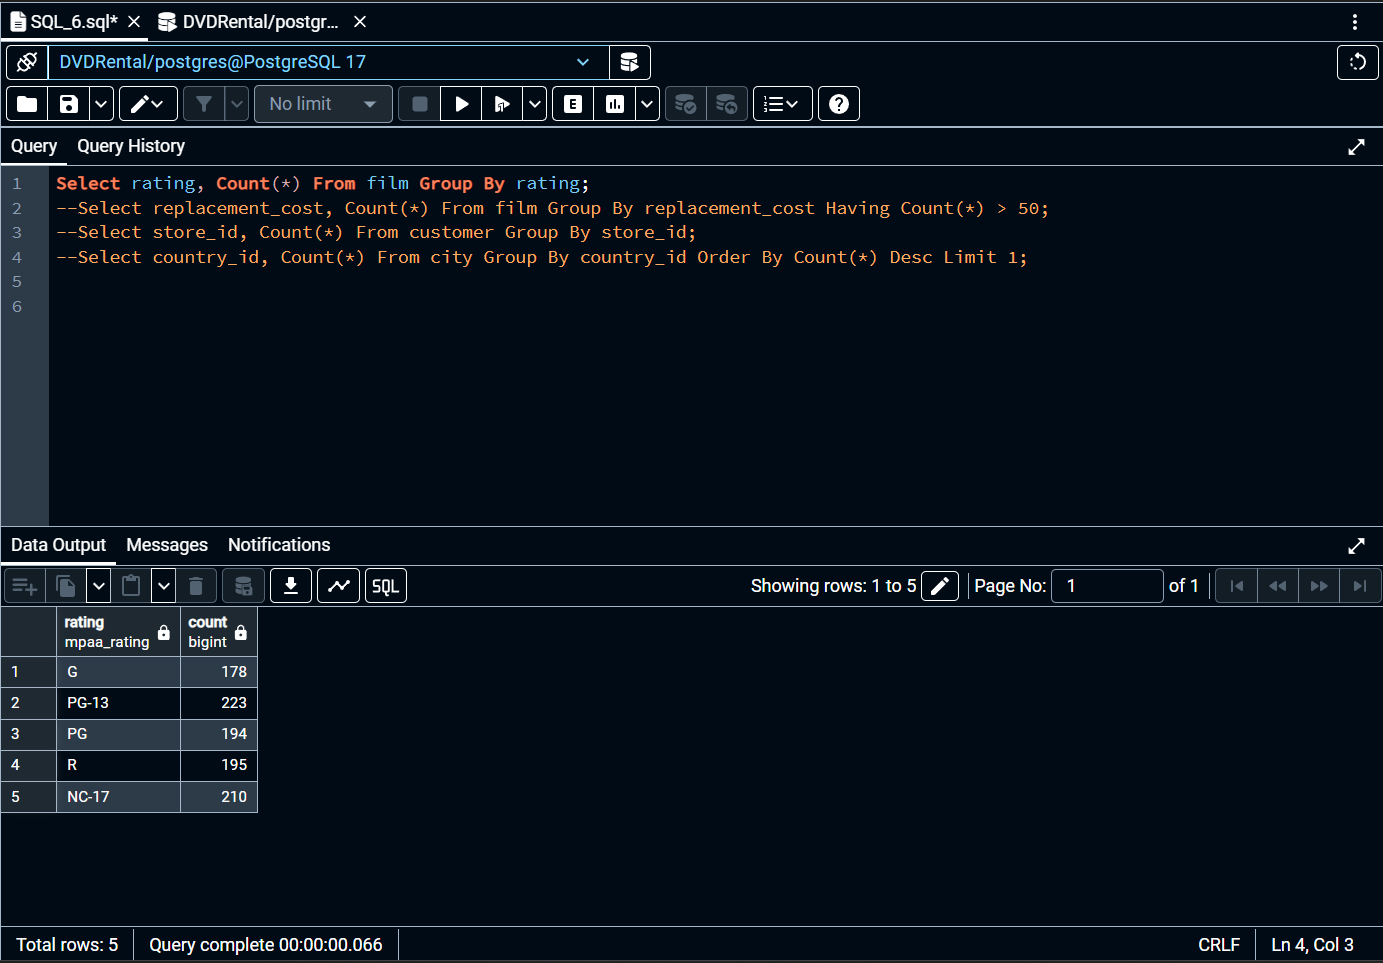 SQL_6.sql*
DVDRental/postgr...
DVDRental/postgres@PostgreSQL 17
No limit
E
Query Query History
1 Select rating, Count(*) From film Group By rating;
2 --Select replacement_cost, Count(*) From film Group By replacement_cost Having Count(*) > 50;
3 --Select store_id, Count(*) From customer Group By store_id;
4 --Select country_id, Count(*) From city Group By country_id Order By Count(*) Desc Limit 1;
5
6
Data Output Messages Notifications
SQL Showing rows: 1 to 5 Page No: 1 of 1
rating count
mpaa_rating bigint
1 G 178
2 PG-13 223
3 PG 194
4 R 195
5 NC-17 210
Total rows: 5 Query complete 00:00:00.066 CRLF Ln 4, Col 3